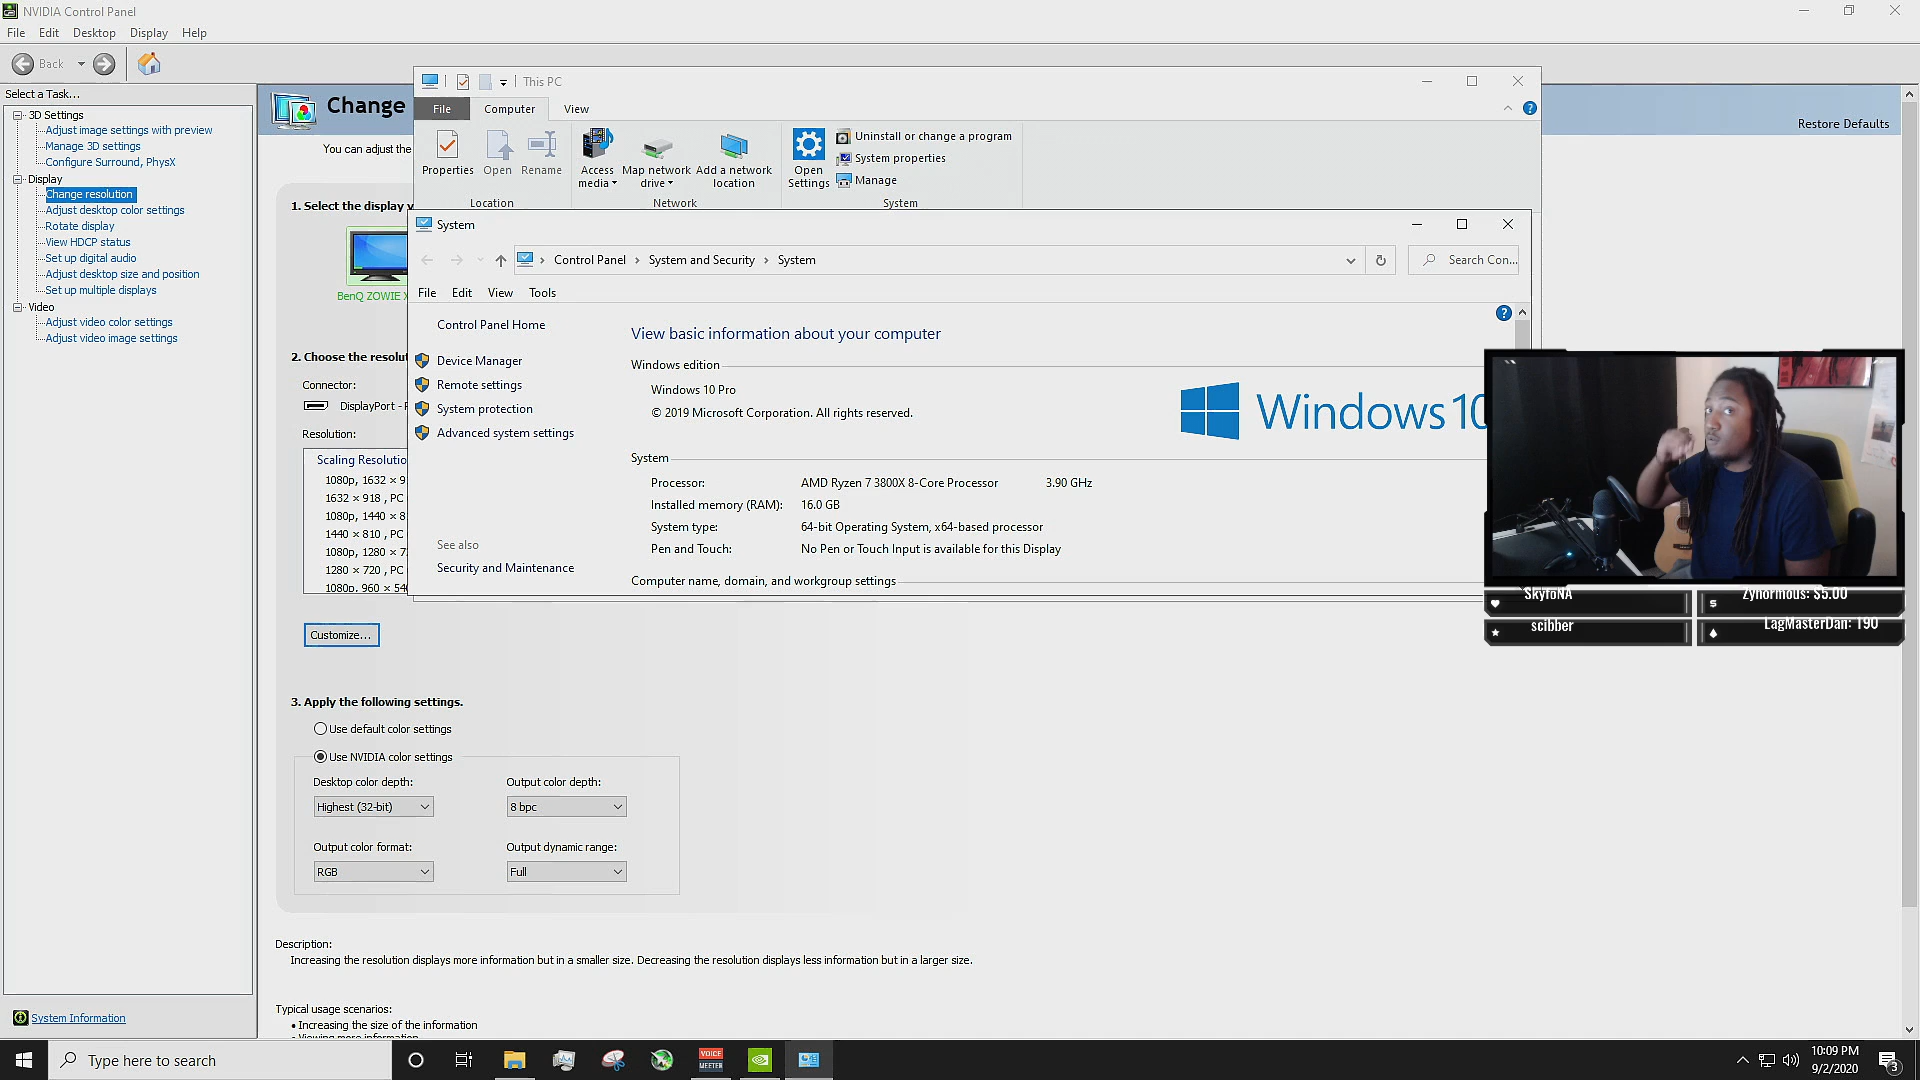 NVIDIA Control Panel
File Edit Desktop Display Help
Back
Select a Task...
3D Settings
Adjust image settings with preview
Manage 3D settings
Configure Surround, PhysX
Display
Change resolution
Adjust desktop color settings
Rotate display
View HDCP status
Set up digital audio
Adjust desktop size and position
Set up multiple displays
Video
Adjust video color settings
Adjust video image settings
System Information
Change
Restore Defaults
You can adjust the
1. Select the display
BenQ ZOWIE
2. Choose the
Connector:
DisplayPort -
Resolution:
Scaling
1080p, 1632 × 9
1632 × 918 , PC
1080p, 1440 × 8
1440 × 810 , PC
1080p, 1280 × 7
1280 × 720 , PC
1080p, 960 × 54
Customize...
3. Apply the following settings.
Use default color settings
Use NVIDIA color settings
Desktop color depth: Output color depth:
Highest (32-bit) 8 bpc
Output color format: Output dynamic range:
RGB Full
Description:
Increasing the resolution displays more information but in a smaller size. Decreasing the resolution displays less information but in a larger size.
Typical usage scenarios:
• Increasing the size of the information
This PC
File Computer View
Properties Open Rename
Access media
Map network drive
Add a network location
Open Settings
Uninstall or change a program
System properties
Manage
Location Network System
System
Control Panel › System and Security › System
Search Con...
File Edit View Tools
Control Panel Home
Device Manager
Remote settings
System protection
Advanced system settings
See also
Security and Maintenance
View basic information about your computer
Windows edition
Windows 10 Pro
© 2019 Microsoft Corporation. All rights reserved.
Windows 10
System
Processor: AMD Ryzen 7 3800X 8-Core Processor 3.90 GHz
Installed memory (RAM): 16.0 GB
System type: 64-bit Operating System, x64-based processor
Pen and Touch: No Pen or Touch Input is available for this Display
Computer name, domain, and workgroup settings
SkyfoNA
Zynormous: $5.00
scibber
LagMasterDan: 190
Type here to search
VOICE
MEETER
10:09 PM
9/2/2020
3